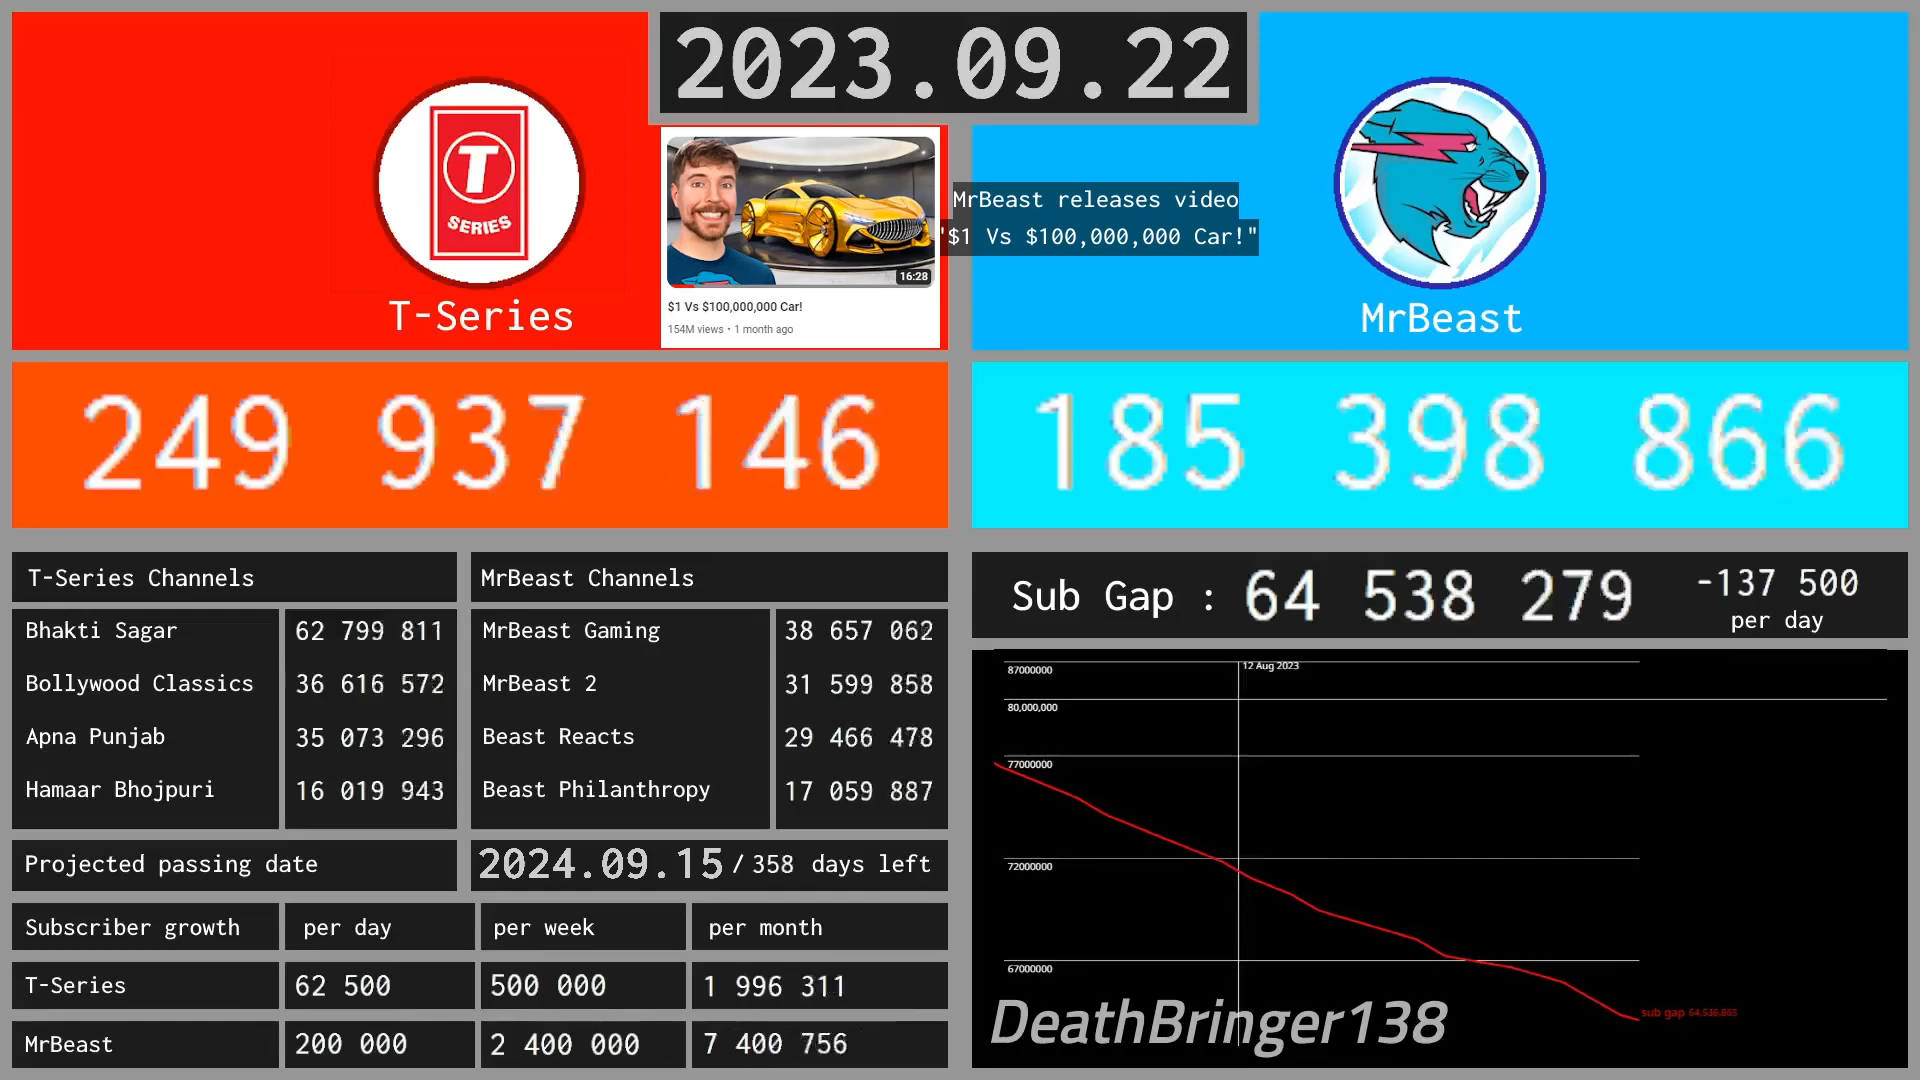 2023.09.22
T
SERIES
T-Series
16:28
$1 Vs $100,000,000 Car!
154M views • 1 month ago
MrBeast releases video
"$1 Vs $100,000,000 Car!"
MrBeast
249 937 146
185 398 866
T-Series Channels
Bhakti Sagar 62 799 811
Bollywood Classics 36 616 572
Apna Punjab 35 073 296
Hamaar Bhojpuri 16 019 943
MrBeast Channels
MrBeast Gaming 38 657 062
MrBeast 2 31 599 858
Beast Reacts 29 466 478
Beast Philanthropy 17 059 887
Projected passing date 2024.09.15 / 358 days left
Subscriber growth per day per week per month
T-Series 62 500 500 000 1 996 311
MrBeast 200 000 2 400 000 7 400 756
Sub Gap : 64 538 279 -137 500
per day
87000000
12 Aug 2023
80,000,000
77000000
72000000
67000000
sub gap 64,536,865
DeathBringer138